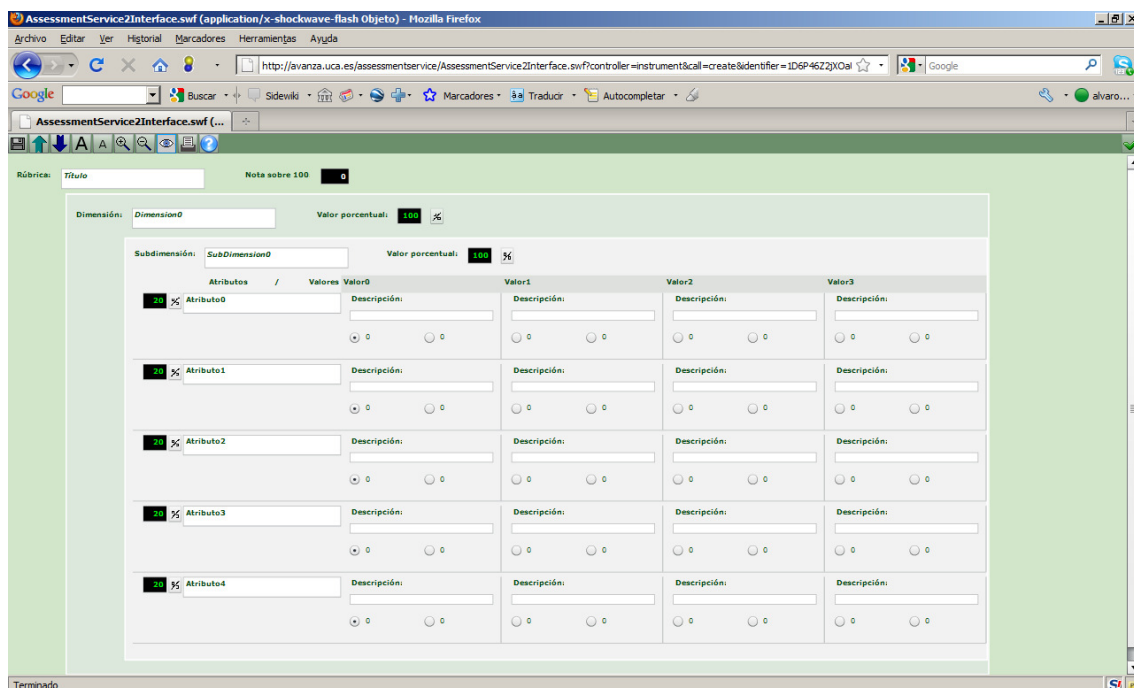 AssessmentService2Interface.swf (application/x-shockwave-flash Objeto) - Mozilla Firefox
Archivo Editar Ver Historial Marcadores Herramientas Ayuda
http://avanza.uca.es/assessmentservice/AssessmentService2Interface.swf?controller=instrument&call=create&identifier=1D6P46Z2jXOal Google
Google Buscar Sidewiki Marcadores Traducir Autocompletar alvaro...
AssessmentService2Interface.swf (...
A A
Rúbrica: Título Nota sobre 100 0
Dimensión: Dimension0 Valor porcentual: 100 %
Subdimensión: SubDimension0 Valor porcentual: 100 %
Atributos / Valores Valor0 Valor1 Valor2 Valor3
20 % Atributo0 Descripción: Descripción: Descripción: Descripción:
0 0 0 0 0 0 0 0
20 % Atributo1 Descripción: Descripción: Descripción: Descripción:
0 0 0 0 0 0 0 0
20 % Atributo2 Descripción: Descripción: Descripción: Descripción:
0 0 0 0 0 0 0 0
20 % Atributo3 Descripción: Descripción: Descripción: Descripción:
0 0 0 0 0 0 0 0
20 % Atributo4 Descripción: Descripción: Descripción: Descripción:
0 0 0 0 0 0 0 0
Terminado